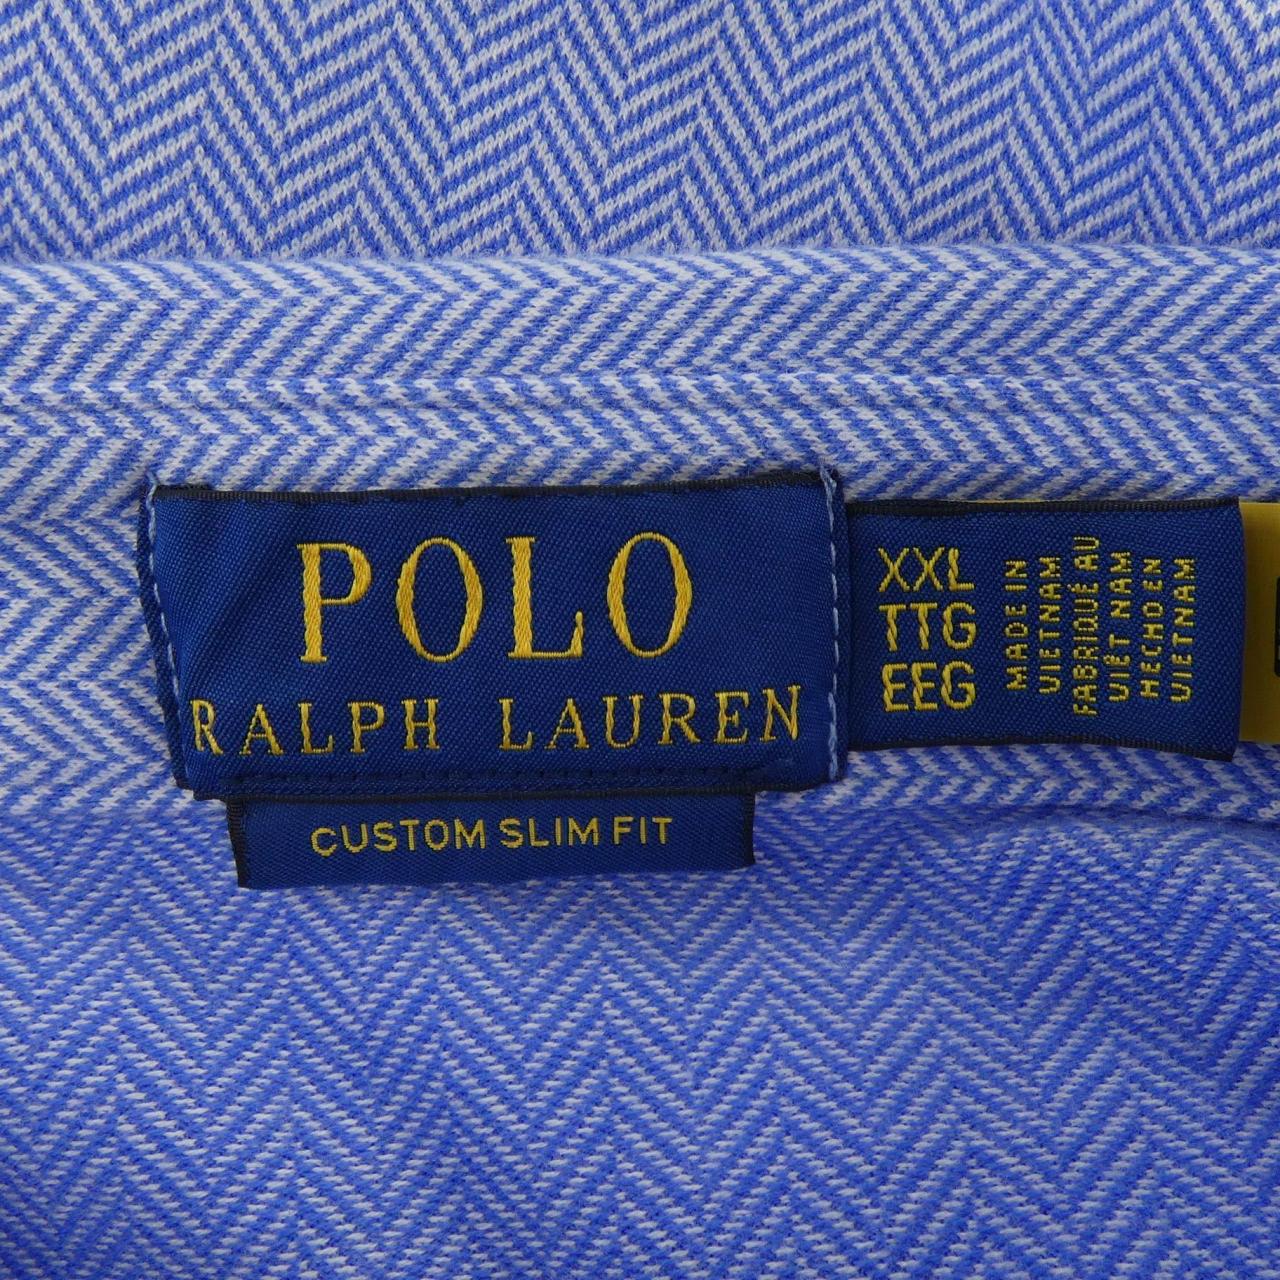 POLO
RALPH LAUREN
CUSTOM SLIM FIT
XXL
TTG
EEG
MADE IN
VIETNAM
FABRIQUÉ AU
VIÊT NAM
HECHO EN
VIETNAM